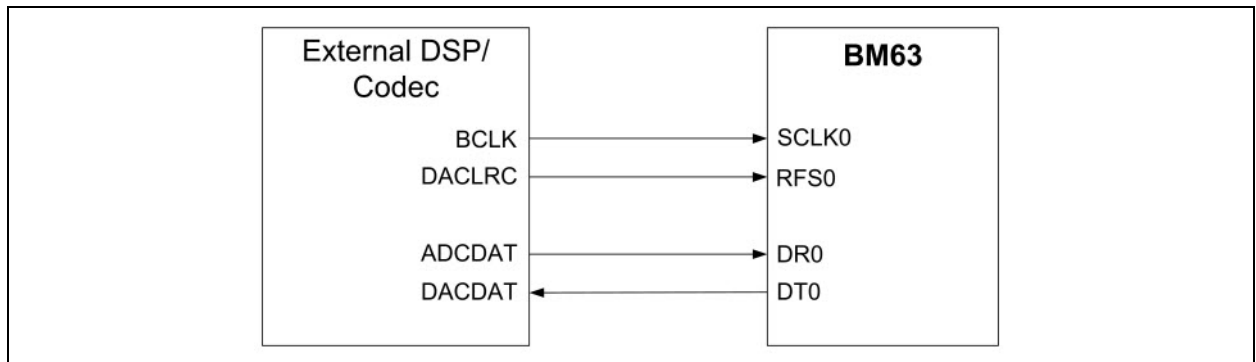 External DSP/
Codec
BCLK
DACLRC
ADCDAT
DACDAT
BM63
SCLK0
RFS0
DR0
DT0